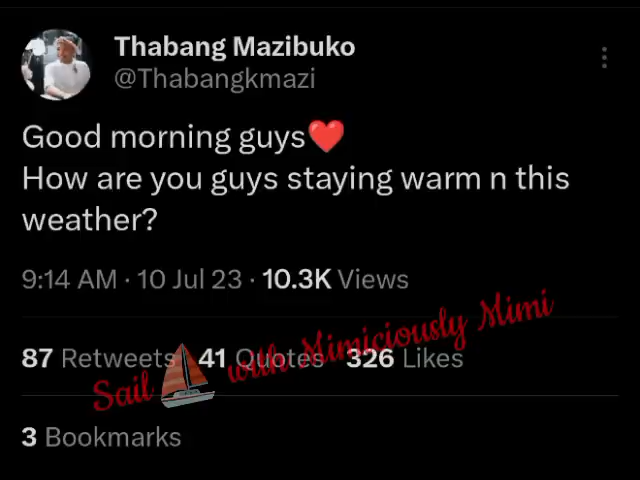 Thabang Mazibuko
@Thabangkmazi
Good morning guys❤️
How are you guys staying warm n this
weather?
9:14 AM · 10 Jul 23 · 10.3K Views
87 Retweets 41 Quotes 326 Likes
Sail with Mimiciously Mimi
3 Bookmarks